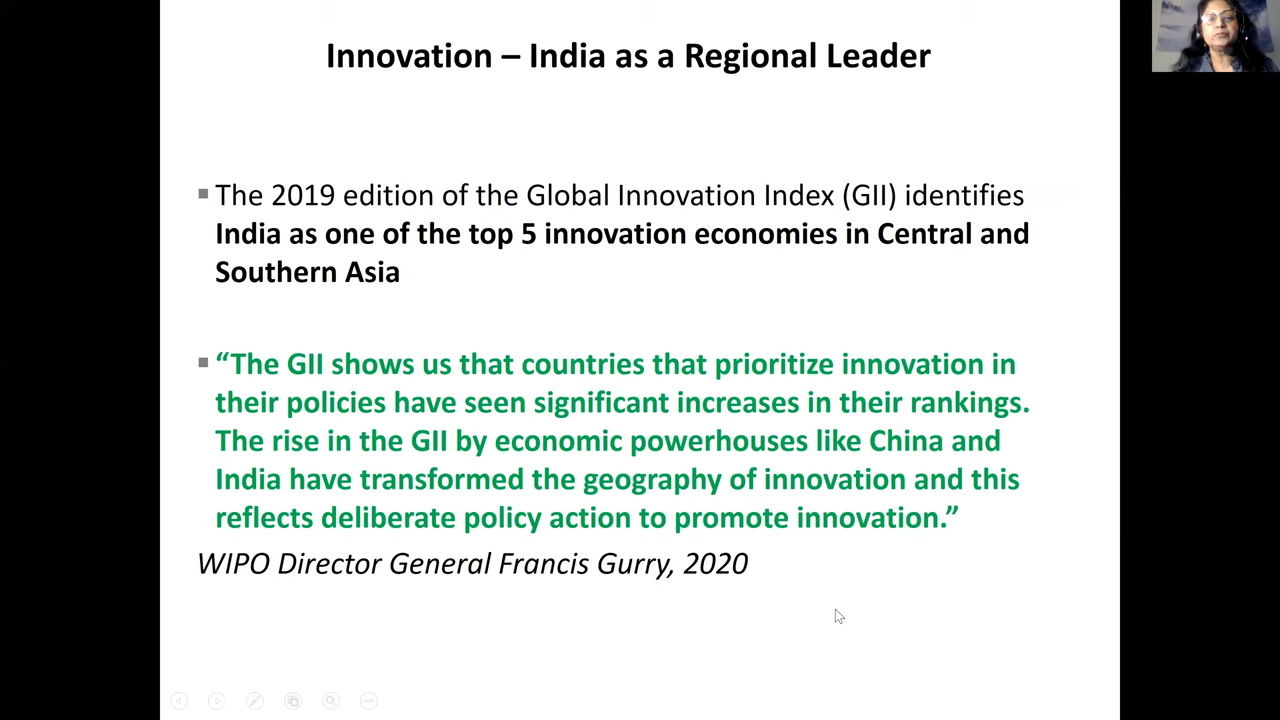 Innovation – India as a Regional Leader
The 2019 edition of the Global Innovation Index (GII) identifies
India as one of the top 5 innovation economies in Central and
Southern Asia
“The GII shows us that countries that prioritize innovation in
their policies have seen significant increases in their rankings.
The rise in the GII by economic powerhouses like China and
India have transformed the geography of innovation and this
reflects deliberate policy action to promote innovation.”
WIPO Director General Francis Gurry, 2020